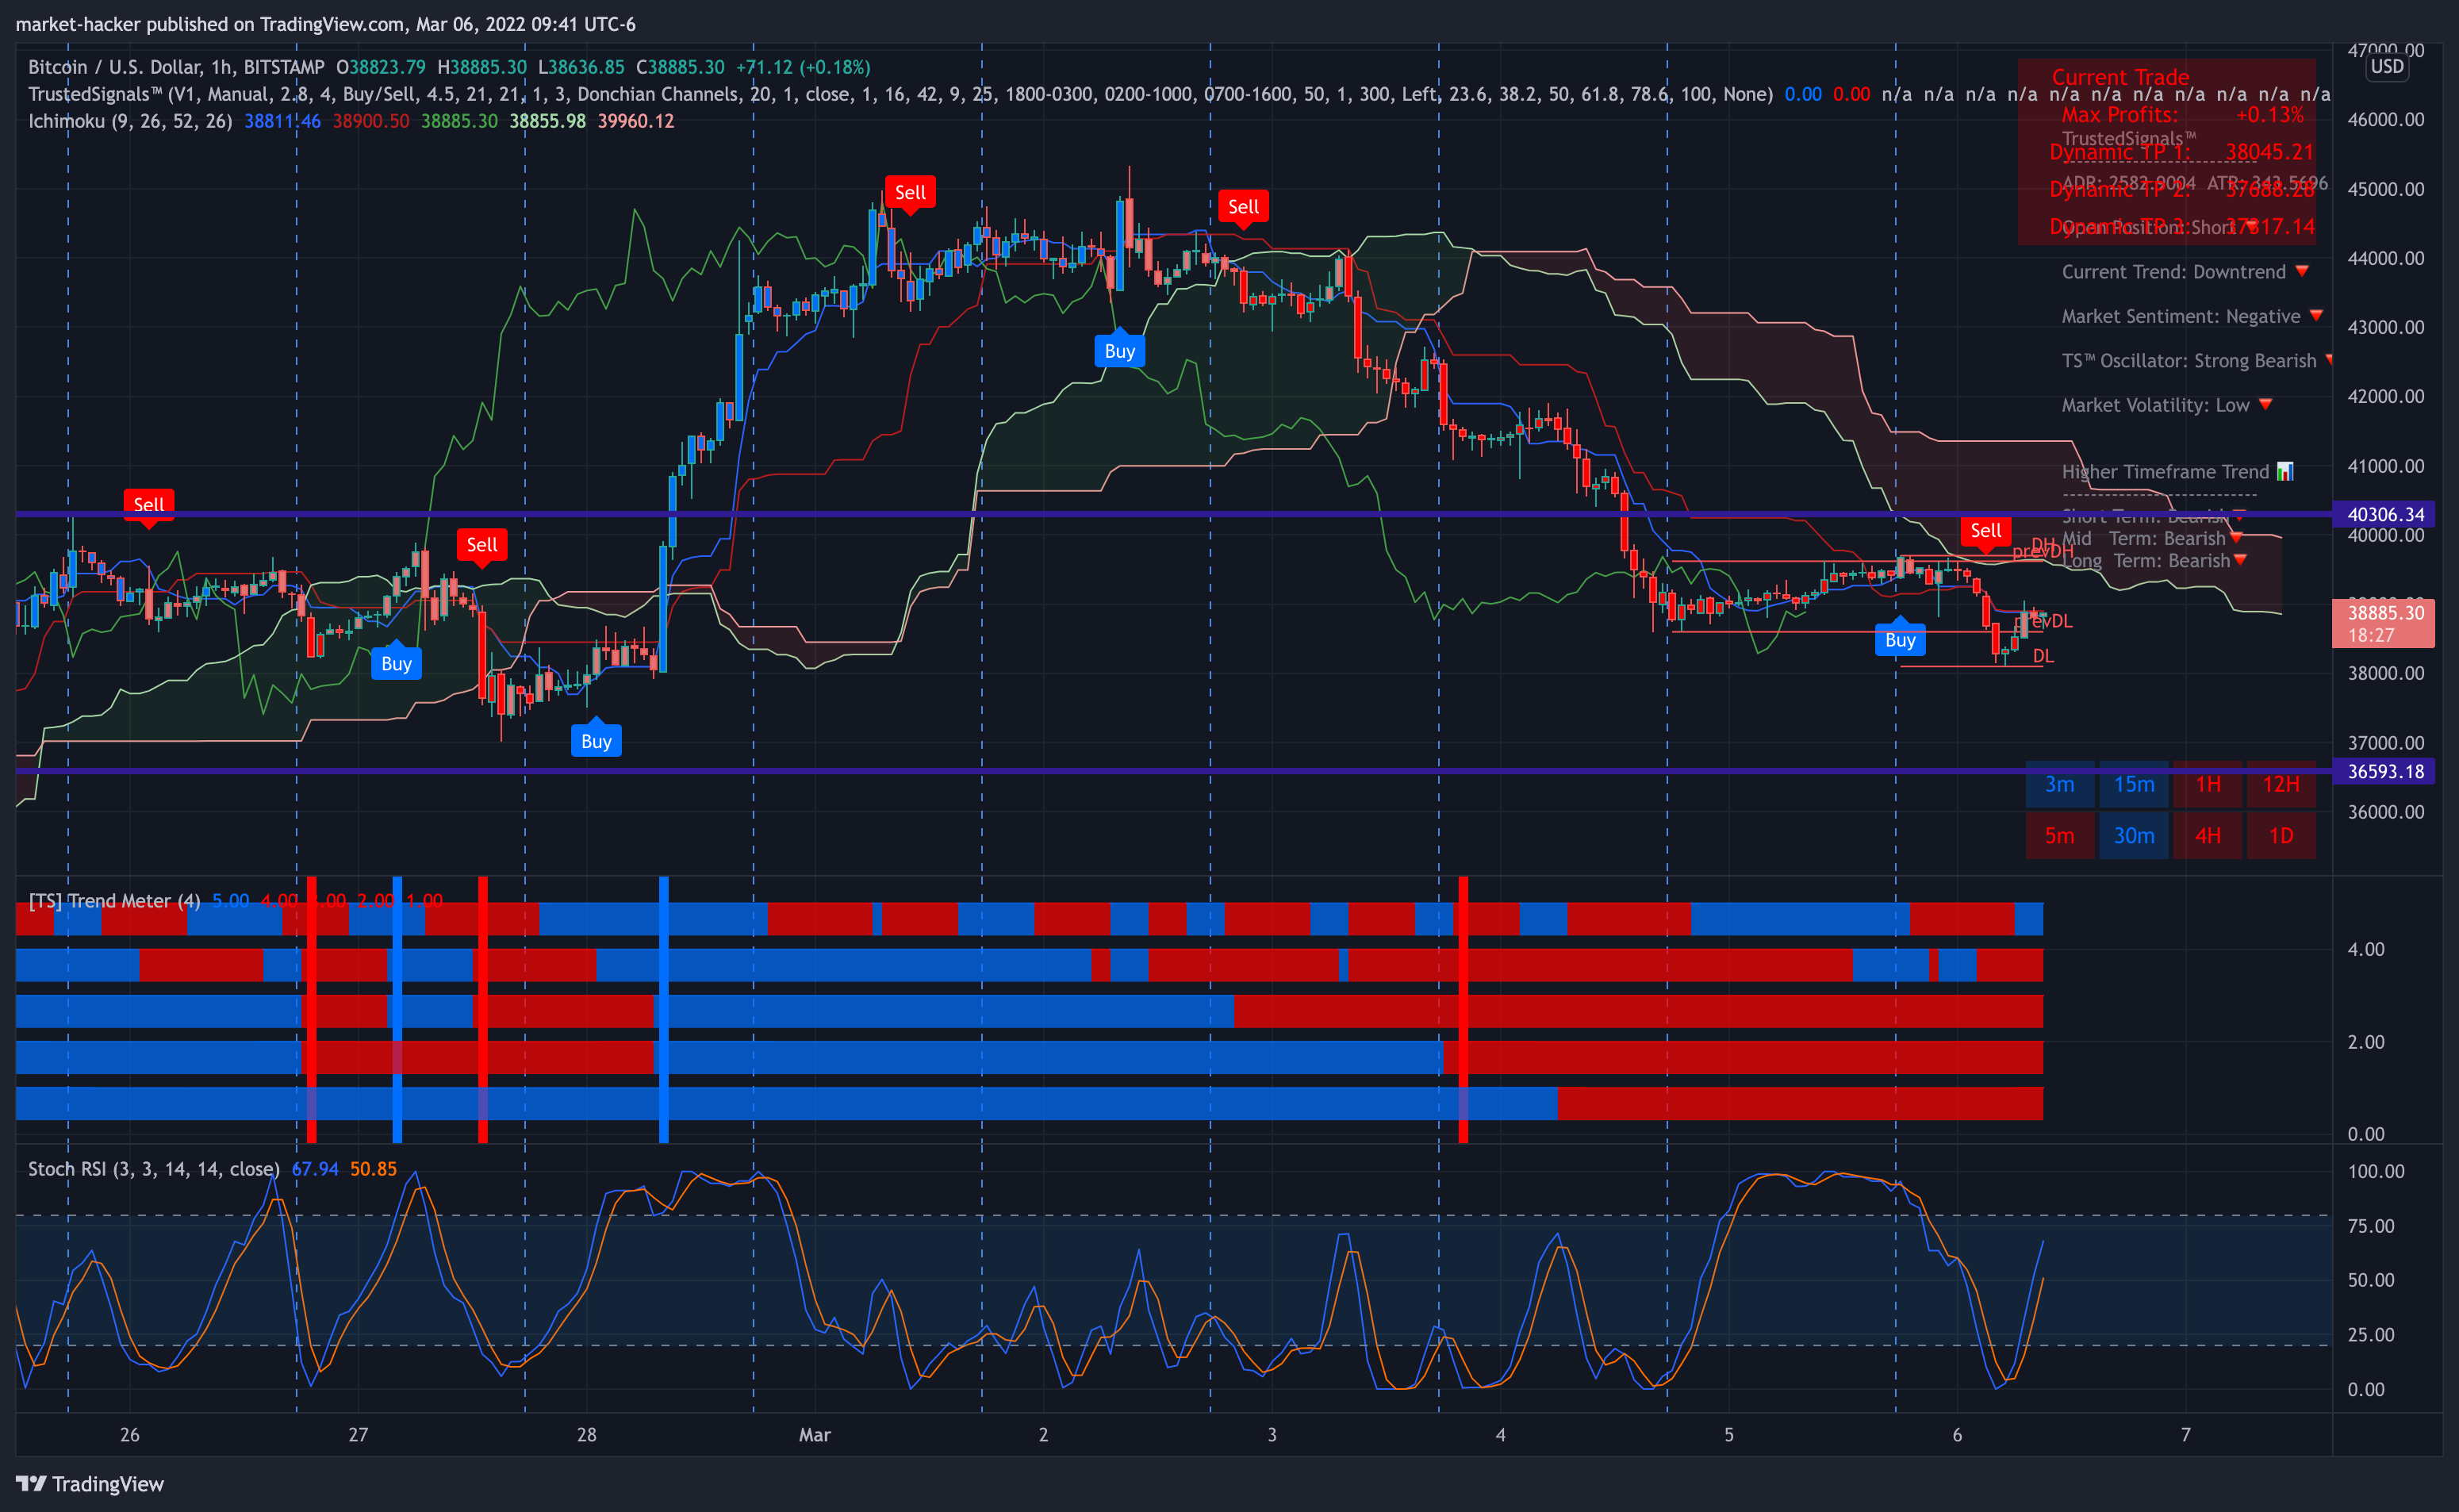 market-hacker published on TradingView.com, Mar 06, 2022 09:41 UTC-6
Bitcoin / U.S. Dollar, 1h, BITSTAMP O38823.79 H38885.30 L38636.85 C38885.30 +71.12 (+0.18%)
TrustedSignals™ (V1, Manual, 2.8, 4, Buy/Sell, 4.5, 21, 21, 1, 3, Donchian Channels, 20, 1, close, 1, 16, 42, 9, 25, 1800-0300, 0200-1000, 0700-1600, 50, 1, 300, Left, 23.6, 38.2, 50, 61.8, 78.6, 100, None) 0.00 0.00 n/a n/a n/a n/a n/a n/a n/a n/a n/a n/a n/a
Ichimoku (9, 26, 52, 26) 38811.46 38900.50 38885.30 38855.98 39960.12
Current Trade
Max Profits: +0.13%
TrustedSignals™
Dynamic TP 1: 38045.21
ADR: 2582.9004 ATR: 343.5696
Dynamic TP 2:
Open Position: Short
Current Trend: Downtrend
Market Sentiment: Negative
TS™ Oscillator: Strong Bearish
Market Volatility: Low
Higher Timeframe Trend
Short Term: Bearish
Mid Term: Bearish
Long Term: Bearish
Sell
Sell
Sell
Sell
Sell
Buy
Buy
Buy
Buy
DH
prevDH
prevDL
DL
47000.00
USD
46000.00
45000.00
44000.00
43000.00
42000.00
41000.00
40306.34
40000.00
38885.30
18:27
38000.00
37000.00
36593.18
36000.00
3m 15m 1H 12H
5m 30m 4H 1D
[TS] Trend Meter (4) 5.00 4.00 3.00 2.00 1.00
4.00
2.00
0.00
Stoch RSI (3, 3, 14, 14, close) 67.94 50.85
100.00
75.00
50.00
25.00
0.00
26 27 28 Mar 2 3 4 5 6 7
TradingView